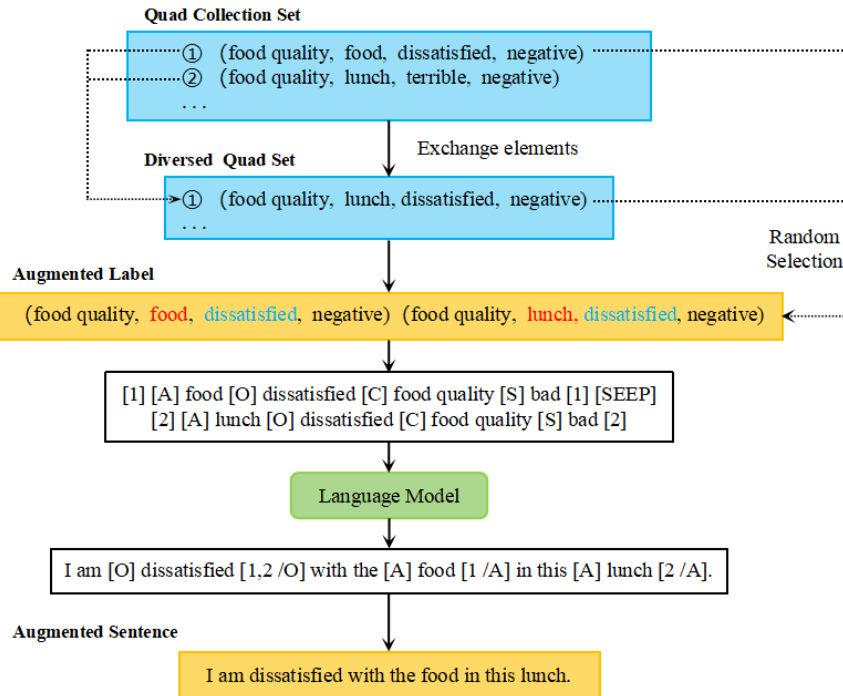 Quad Collection Set
① (food quality, food, dissatisfied, negative)
② (food quality, lunch, terrible, negative)
...
Exchange elements
Diversed Quad Set
① (food quality, lunch, dissatisfied, negative)
...
Random
Selection
Augmented Label
(food quality, food, dissatisfied, negative) (food quality, lunch, dissatisfied, negative)
[1] [A] food [O] dissatisfied [C] food quality [S] bad [1] [SEEP]
[2] [A] lunch [O] dissatisfied [C] food quality [S] bad [2]
Language Model
I am [O] dissatisfied [1,2 /O] with the [A] food [1 /A] in this [A] lunch [2 /A].
Augmented Sentence
I am dissatisfied with the food in this lunch.